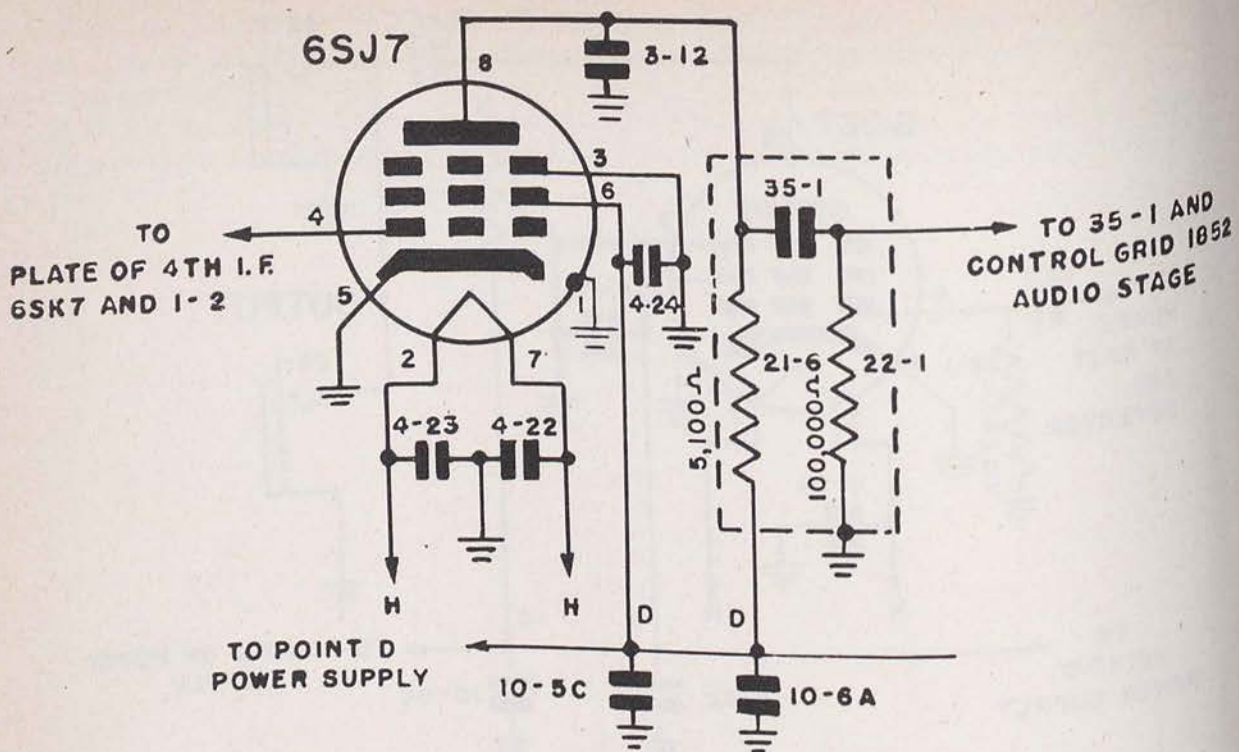 6SJ7
8
3-12
3
6
4
35-1
TO
PLATE OF 4TH I.F.
6SK7 AND 1-2
TO 35-1 AND
CONTROL GRID 1852
AUDIO STAGE
5
1
4-24
2
7
21-6
22-1
5,100Ω
100,000Ω
4-23
4-22
H
H
D
D
TO POINT D
POWER SUPPLY
10-5C
10-6A